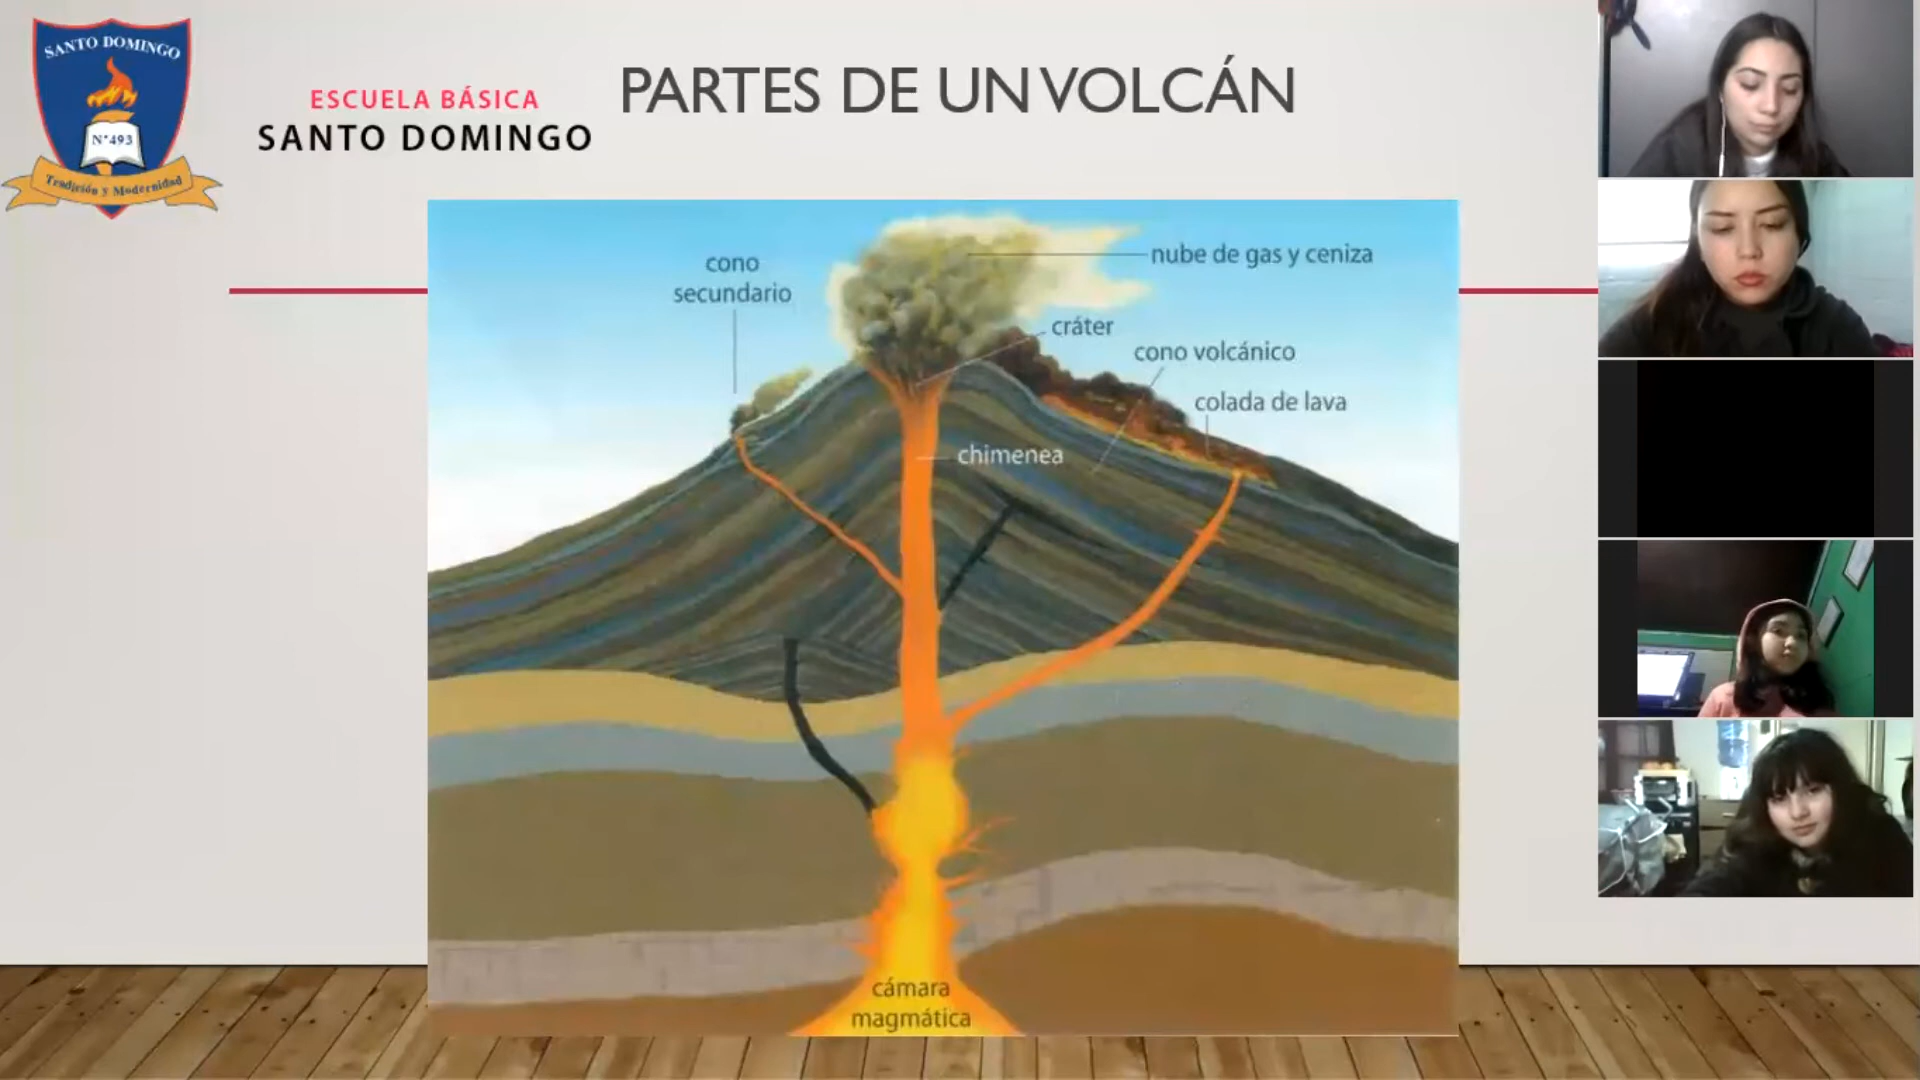 SANTO DOMINGO
N°493
Tradición y Modernidad
ESCUELA BÁSICA
SANTO DOMINGO
PARTES DE UN VOLCÁN
cono
secundario
nube de gas y ceniza
cráter
cono volcánico
colada de lava
chimenea
cámara
magmática